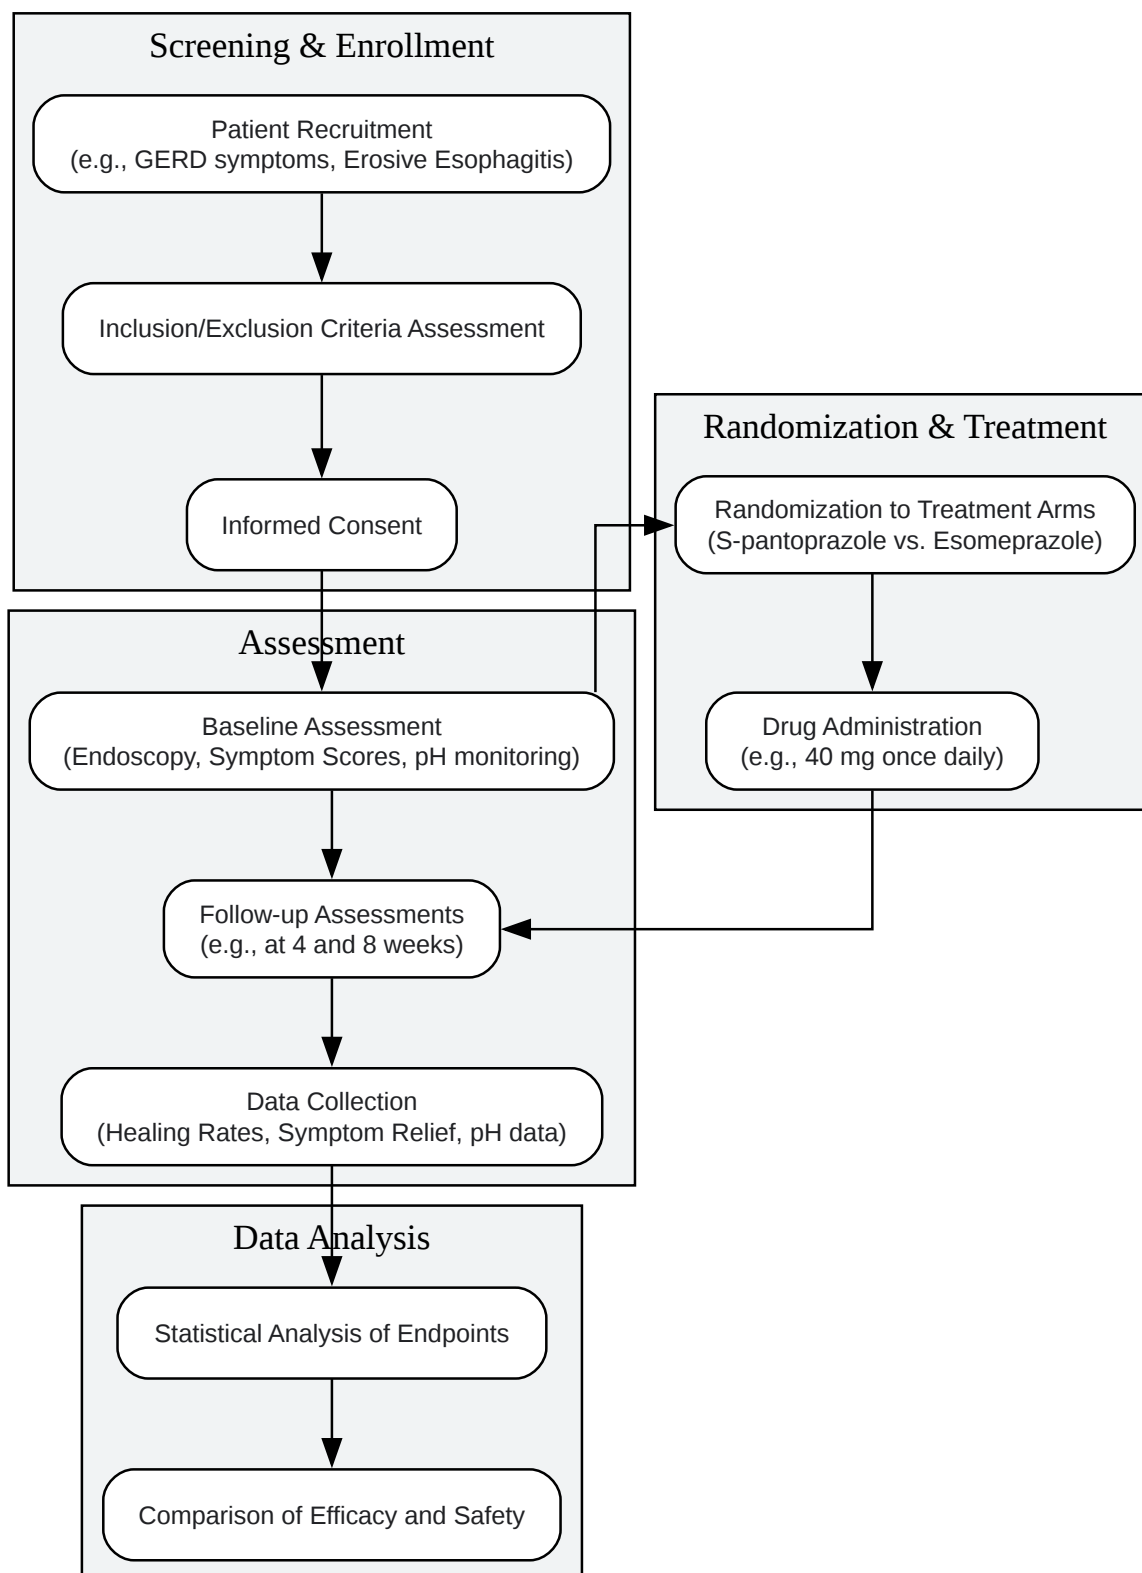 Screening & Enrollment
Patient Recruitment
(e.g., GERD symptoms, Erosive Esophagitis)
Inclusion/Exclusion Criteria Assessment
Informed Consent
Randomization & Treatment
Randomization to Treatment Arms
(S-pantoprazole vs. Esomeprazole)
Drug Administration
(e.g., 40 mg once daily)
Assessment
Baseline Assessment
(Endoscopy, Symptom Scores, pH monitoring)
Follow-up Assessments
(e.g., at 4 and 8 weeks)
Data Collection
(Healing Rates, Symptom Relief, pH data)
Data Analysis
Statistical Analysis of Endpoints
Comparison of Efficacy and Safety